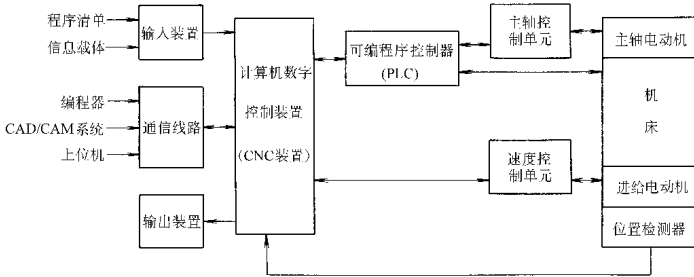 程序清单
信息载体
输入装置
编程器
CAD/CAM系统
上位机
通信线路
输出装置
计算机数字
控制装置
(CNC装置)
可编程序控制器
(PLC)
主轴控
制单元
速度控
制单元
主轴电动机
机
床
进给电动机
位置检测器